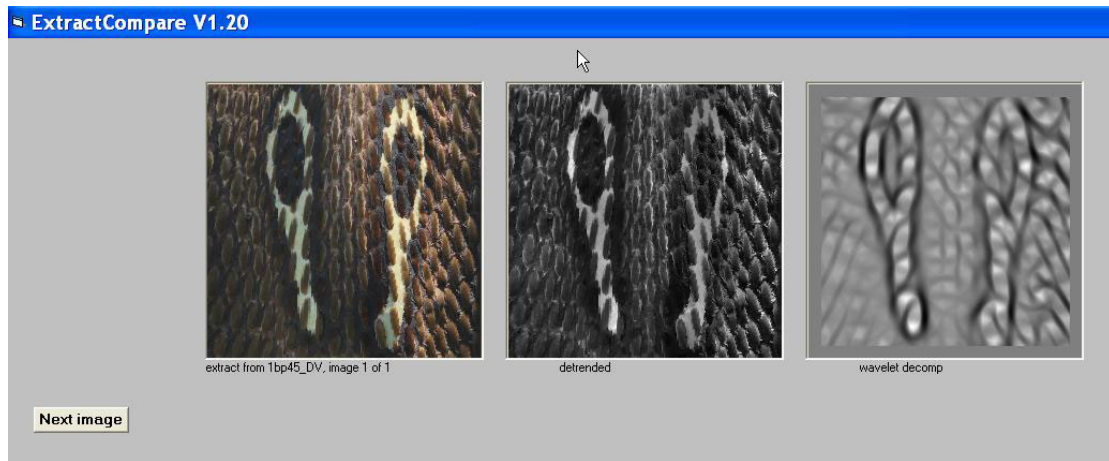 ExtractCompare V1.20
extract from 1bp45_DV, image 1 of 1
detrended
wavelet decomp
Next image